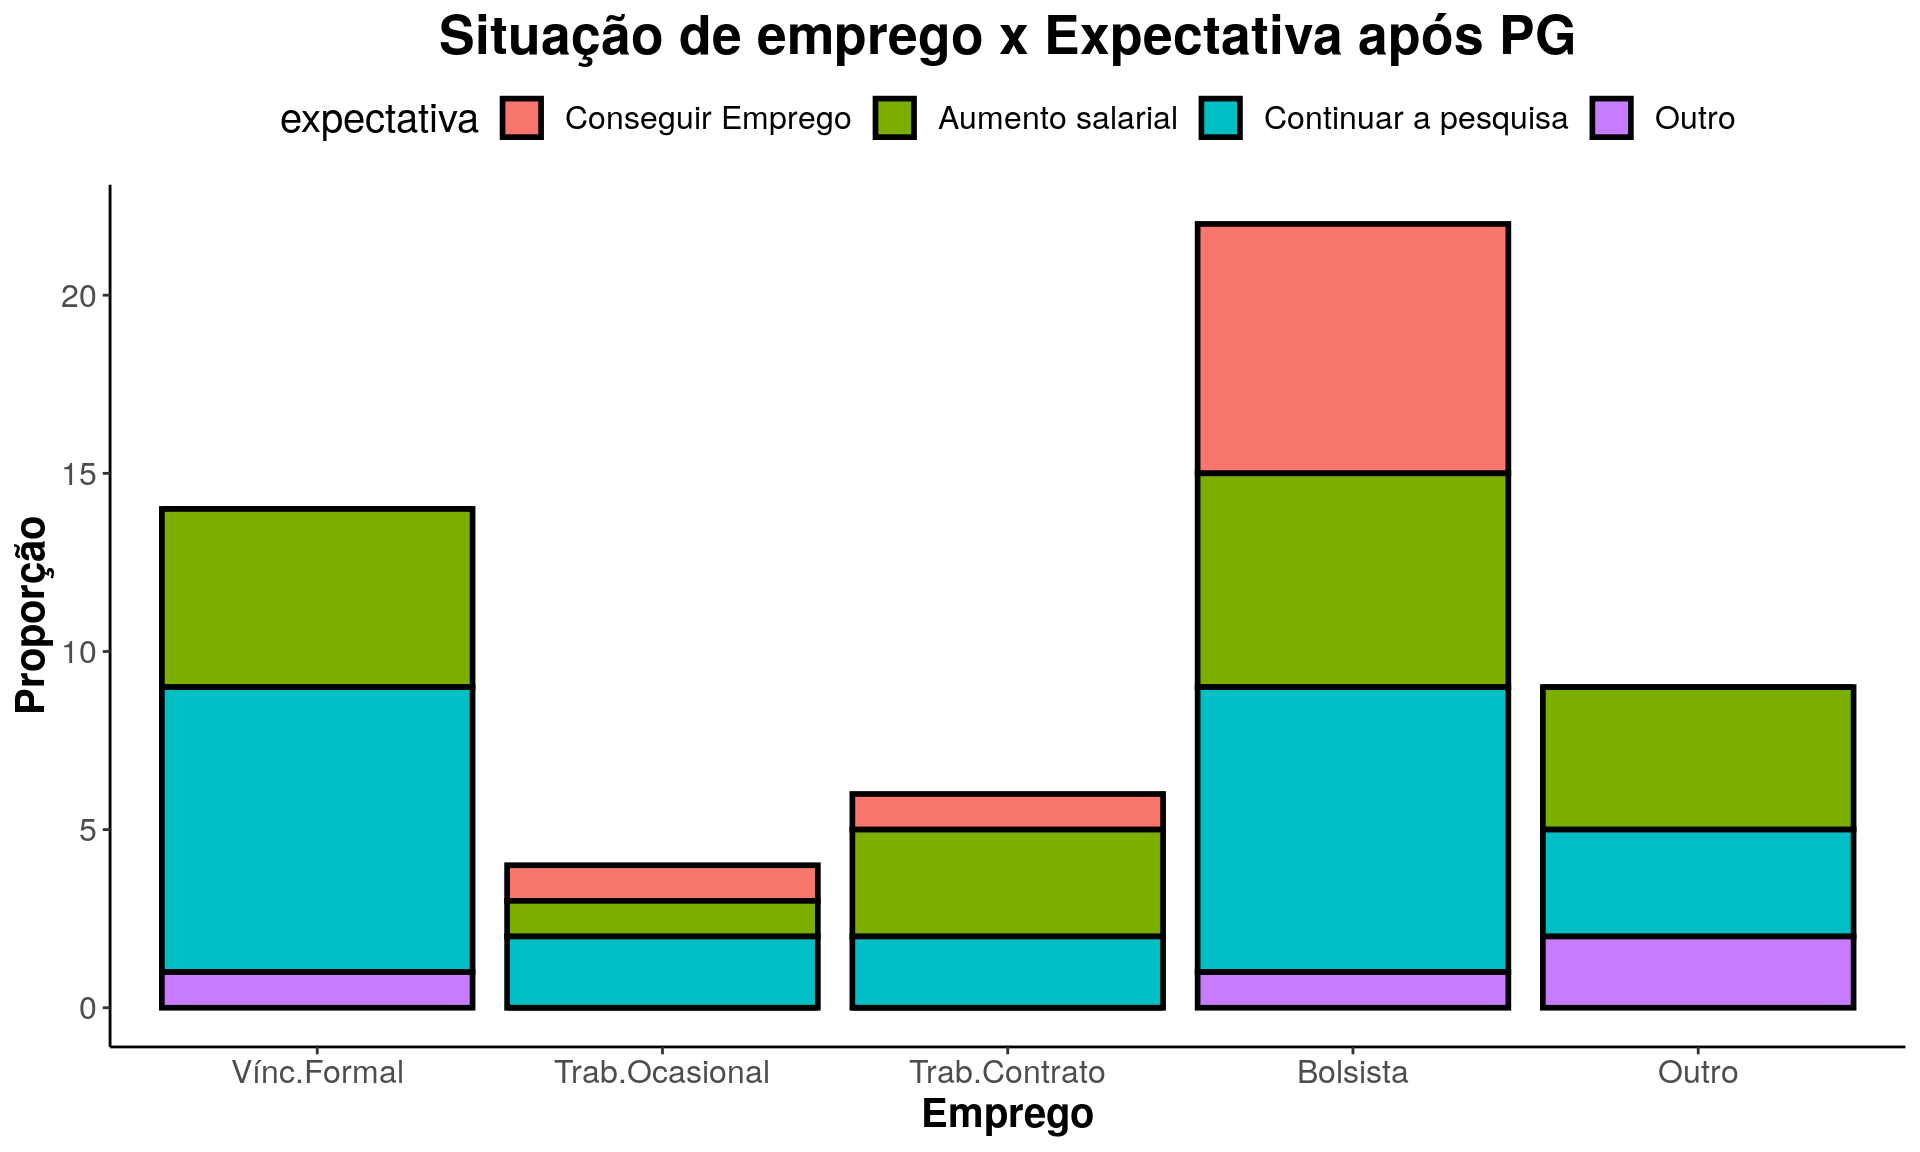 Situação de emprego x Expectativa após PG
expectativa Conseguir Emprego Aumento salarial Continuar a pesquisa Outro
Proporção
20
15
10
5
0
Vínc.Formal Trab.Ocasional Trab.Contrato Bolsista Outro
Emprego